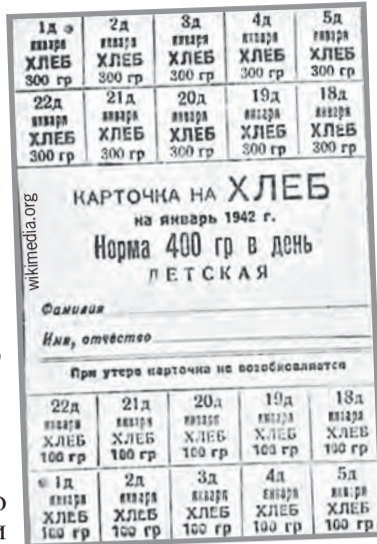 1д 2д 3д 4д 5д
января января января января января
ХЛЕБ ХЛЕБ ХЛЕБ ХЛЕБ ХЛЕБ
300 гр 300 гр 300 гр 300 гр 300 гр
22д 21д 20д 19д 18д
января января января января января
ХЛЕБ ХЛЕБ ХЛЕБ ХЛЕБ ХЛЕБ
300 гр 300 гр 300 гр 300 гр 300 гр
wikimedia.org
КАРТОЧКА НА ХЛЕБ
на январь 1942 г.
Норма 400 гр в день
ДЕТСКАЯ
Фамилия
Имя, отчество
При утере карточка не возобновляется
22д 21д 20д 19д 18д
января января января января января
ХЛЕБ ХЛЕБ ХЛЕБ ХЛЕБ ХЛЕБ
100 гр 100 гр 100 гр 100 гр 100 гр
1д 2д 3д 4д 5д
января января января января января
ХЛЕБ ХЛЕБ ХЛЕБ ХЛЕБ ХЛЕБ
100 гр 100 гр 100 гр 100 гр 100 гр